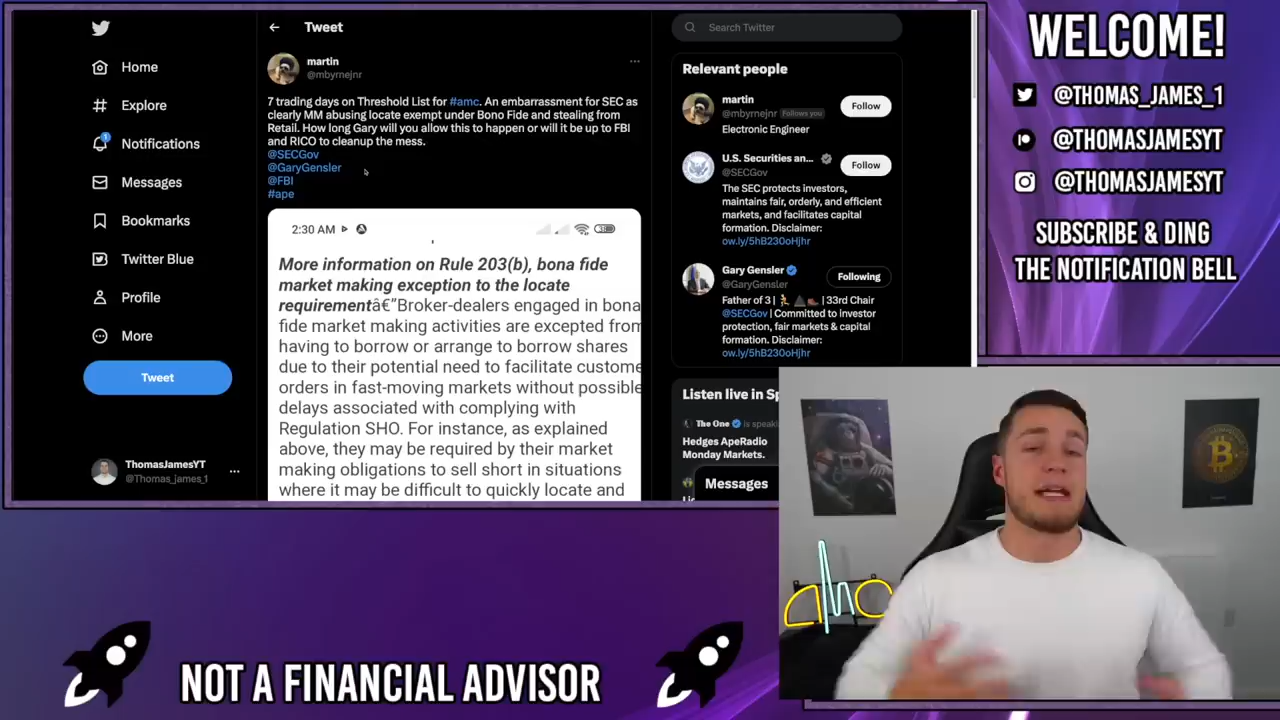 Home
Explore
1
Notifications
Messages
Bookmarks
Twitter Blue
Profile
More
Tweet
ThomasJamesYT
@Thomas_james_1
Tweet
martin
@mbyrnejnr
7 trading days on Threshold List for #amc. An embarrassment for SEC as
clearly MM abusing locate exempt under Bono Fide and stealing from
Retail. How long Gary will you allow this to happen or will it be up to FBI
and RICO to cleanup the mess.
@SECGov
@GaryGensler
@FBI
#ape
2:30 AM
More information on Rule 203(b), bona fide
market making exception to the locate
requirementâ€"Broker-dealers engaged in bona
fide market making activities are excepted from
having to borrow or arrange to borrow shares
due to their potential need to facilitate custome
orders in fast-moving markets without possible
delays associated with complying with
Regulation SHO. For instance, as explained
above, they may be required by their market
making obligations to sell short in situations
where it may be difficult to quickly locate and
Search Twitter
Relevant people
martin
@mbyrnejnr Follows you
Follow
Electronic Engineer
U.S. Securities an...
@SECGov
Follow
The SEC protects investors,
maintains fair, orderly, and efficient
markets, and facilitates capital
formation. Disclaimer:
ow.ly/5hB230oHjhr
Gary Gensler
@GaryGensler
Following
Father of 3 | | 33rd Chair
@SECGov | Committed to investor
protection, fair markets & capital
formation. Disclaimer:
ow.ly/5hB230oHjhr
Listen live in Sp
The One is speaki
Hedges ApeRadio
Monday Markets.
Messages
WELCOME!
@THOMAS_JAMES_1
@THOMASJAMESYT
@THOMASJAMESYT
SUBSCRIBE & DING
THE NOTIFICATION BELL
NOT A FINANCIAL ADVISOR